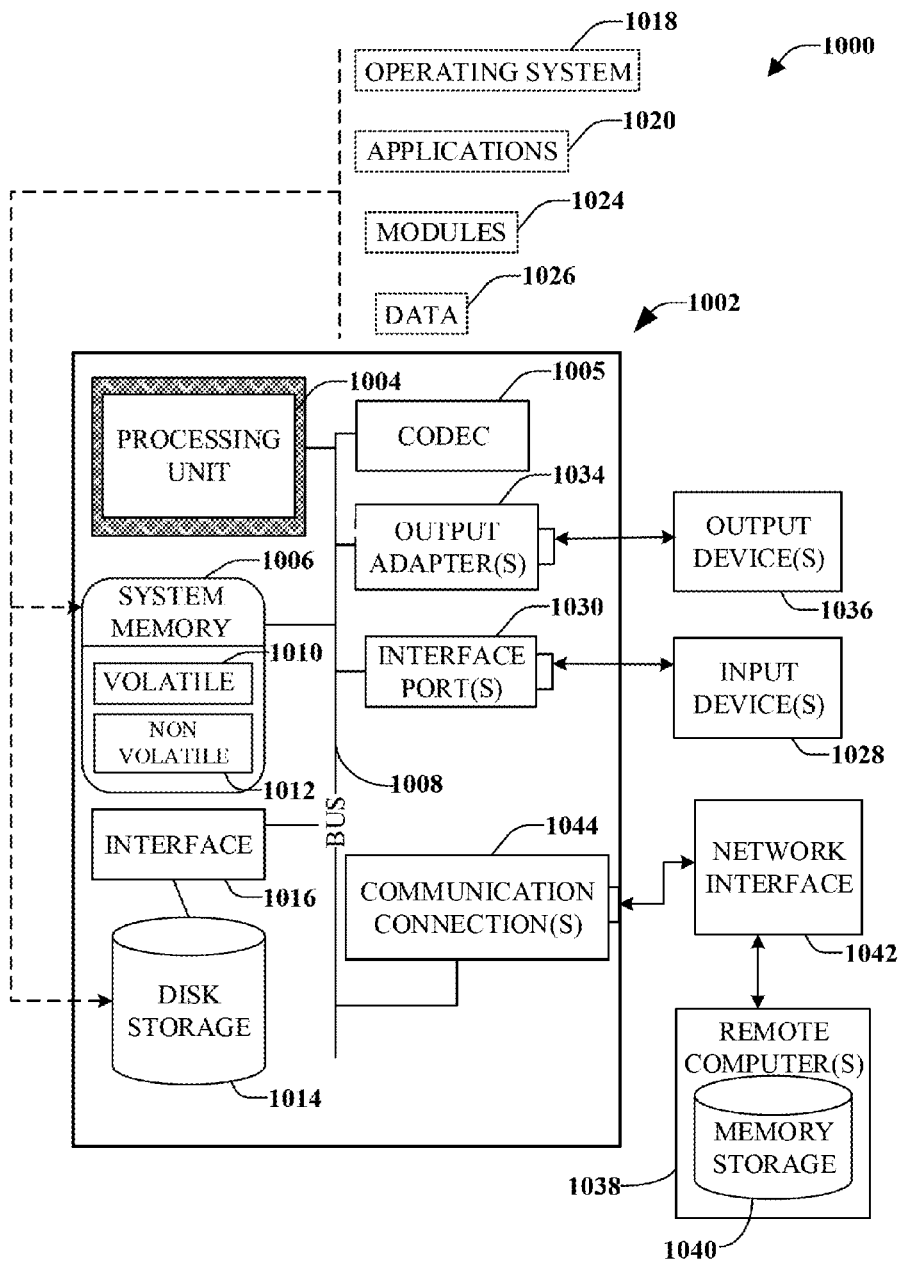 1018
1000
OPERATING SYSTEM
1020
APPLICATIONS
1024
MODULES
1026
DATA
1002
1004
PROCESSING
UNIT
1005
CODEC
1034
OUTPUT
ADAPTER(S)
OUTPUT
DEVICE(S)
1036
1006
SYSTEM
MEMORY
1010
VOLATILE
NON
VOLATILE
1012
1030
INTERFACE
PORT(S)
INPUT
DEVICE(S)
1028
1008
BUS
INTERFACE
1016
1044
COMMUNICATION
CONNECTION(S)
NETWORK
INTERFACE
1042
DISK
STORAGE
1014
REMOTE
COMPUTER(S)
MEMORY
STORAGE
1038
1040